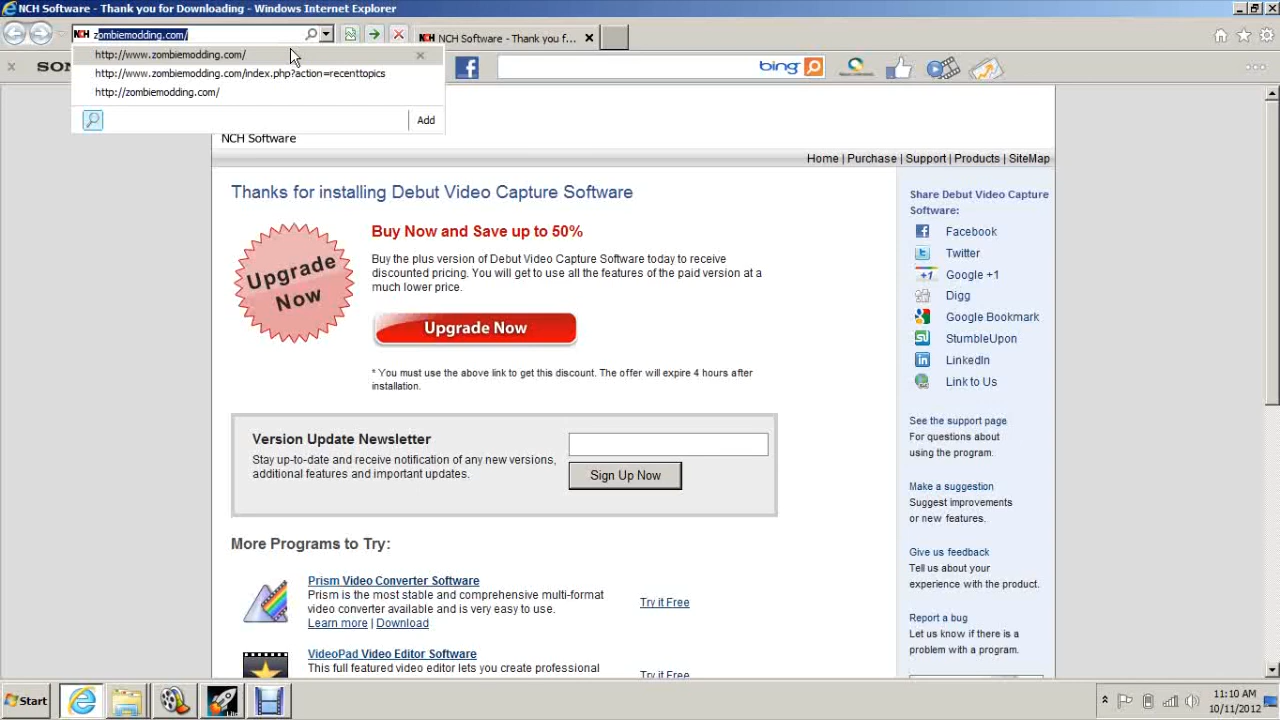 NCH Software - Thank you for Downloading - Windows Internet Explorer
NCH zombiemodding.com/
NCH Software - Thank you f...
http://www.zombiemodding.com/
http://www.zombiemodding.com/index.php?action=recenttopics
http://zombiemodding.com/
Add
SON
bing
NCH Software
Home | Purchase | Support | Products | SiteMap
Thanks for installing Debut Video Capture Software
Upgrade Now
Buy Now and Save up to 50%
Buy the plus version of Debut Video Capture Software today to receive
discounted pricing. You will get to use all the features of the paid version at a
much lower price.
Upgrade Now
* You must use the above link to get this discount. The offer will expire 4 hours after
installation.
Version Update Newsletter
Stay up-to-date and receive notification of any new versions,
additional features and important updates.
Sign Up Now
More Programs to Try:
Prism Video Converter Software
Prism is the most stable and comprehensive multi-format
video converter available and is very easy to use.
Learn more | Download
Try it Free
VideoPad Video Editor Software
This full featured video editor lets you create professional
Try it Free
Share Debut Video Capture
Software:
Facebook
Twitter
+1 Google +1
Digg
Google Bookmark
StumbleUpon
LinkedIn
Link to Us
See the support page
For questions about
using the program.
Make a suggestion
Suggest improvements
or new features.
Give us feedback
Tell us about your
experience with the product.
Report a bug
Let us know if there is a
problem with a program.
Start
11:10 AM
10/11/2012